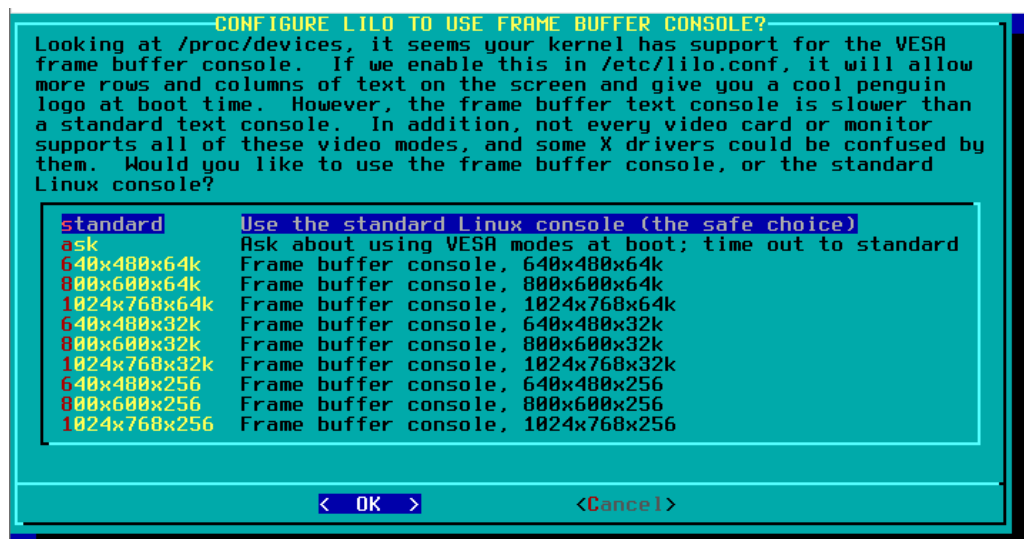 CONFIGURE LILO TO USE FRAME BUFFER CONSOLE?
Looking at /proc/devices, it seems your kernel has support for the VESA
frame buffer console.  If we enable this in /etc/lilo.conf, it will allow
more rows and columns of text on the screen and give you a cool penguin
logo at boot time.  However, the frame buffer text console is slower than
a standard text console.  In addition, not every video card or monitor
supports all of these video modes, and some X drivers could be confused by
them.  Would you like to use the frame buffer console, or the standard
Linux console?
standard Use the standard Linux console (the safe choice)
ask Ask about using VESA modes at boot; time out to standard
640x480x64k Frame buffer console, 640x480x64k
800x600x64k Frame buffer console, 800x600x64k
1024x768x64k Frame buffer console, 1024x768x64k
640x480x32k Frame buffer console, 640x480x32k
800x600x32k Frame buffer console, 800x600x32k
1024x768x32k Frame buffer console, 1024x768x32k
640x480x256 Frame buffer console, 640x480x256
800x600x256 Frame buffer console, 800x600x256
1024x768x256 Frame buffer console, 1024x768x256
<  OK  > <Cancel>